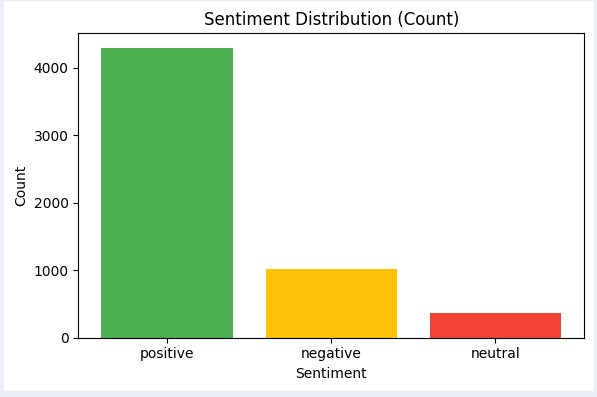 Sentiment Distribution (Count)
4000
3000
2000
1000
0
Count
positive
negative
neutral
Sentiment